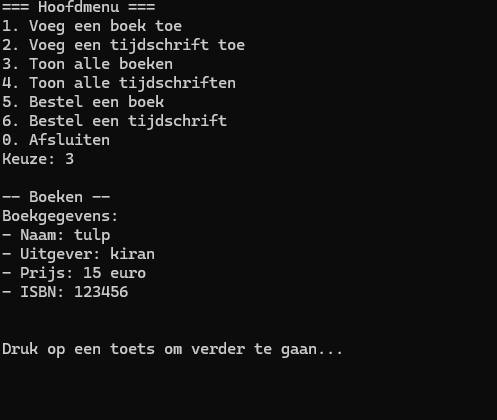 === Hoofdmenu ===
1. Voeg een boek toe
2. Voeg een tijdschrift toe
3. Toon alle boeken
4. Toon alle tijdschriften
5. Bestel een boek
6. Bestel een tijdschrift
0. Afsluiten
Keuze: 3
-- Boeken --
Boekgegevens:
- Naam: tulp
- Uitgever: kiran
- Prijs: 15 euro
- ISBN: 123456
Druk op een toets om verder te gaan...